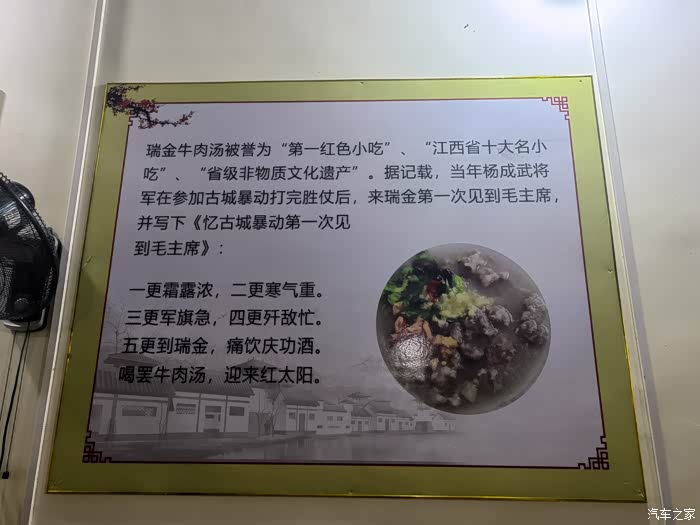 瑞金牛肉汤被誉为“第一红色小吃”、“江西省十大名小
吃”、“省级非物质文化遗产”。据记载，当年杨成武将
军在参加古城暴动打完胜仗后，来瑞金第一次见到毛主席，
并写下《忆古城暴动第一次见
到毛主席》：
一更霜露浓，二更寒气重。
三更军旗急，四更歼敌忙。
五更到瑞金，痛饮庆功酒。
喝罢牛肉汤，迎来红太阳。
汽车之家